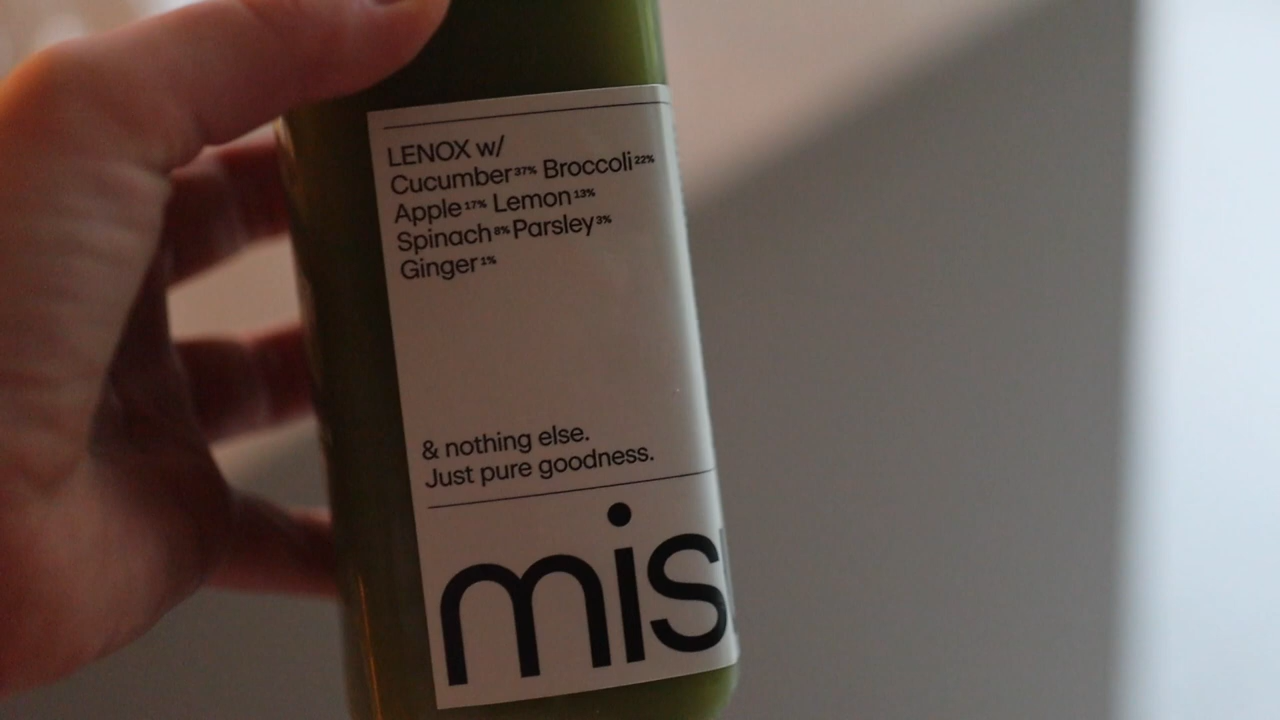 LENOX w/
Cucumber 37% Broccoli 22%
Apple 17% Lemon 13%
Spinach 8% Parsley 3%
Ginger 1%
& nothing else.
Just pure goodness.
mis